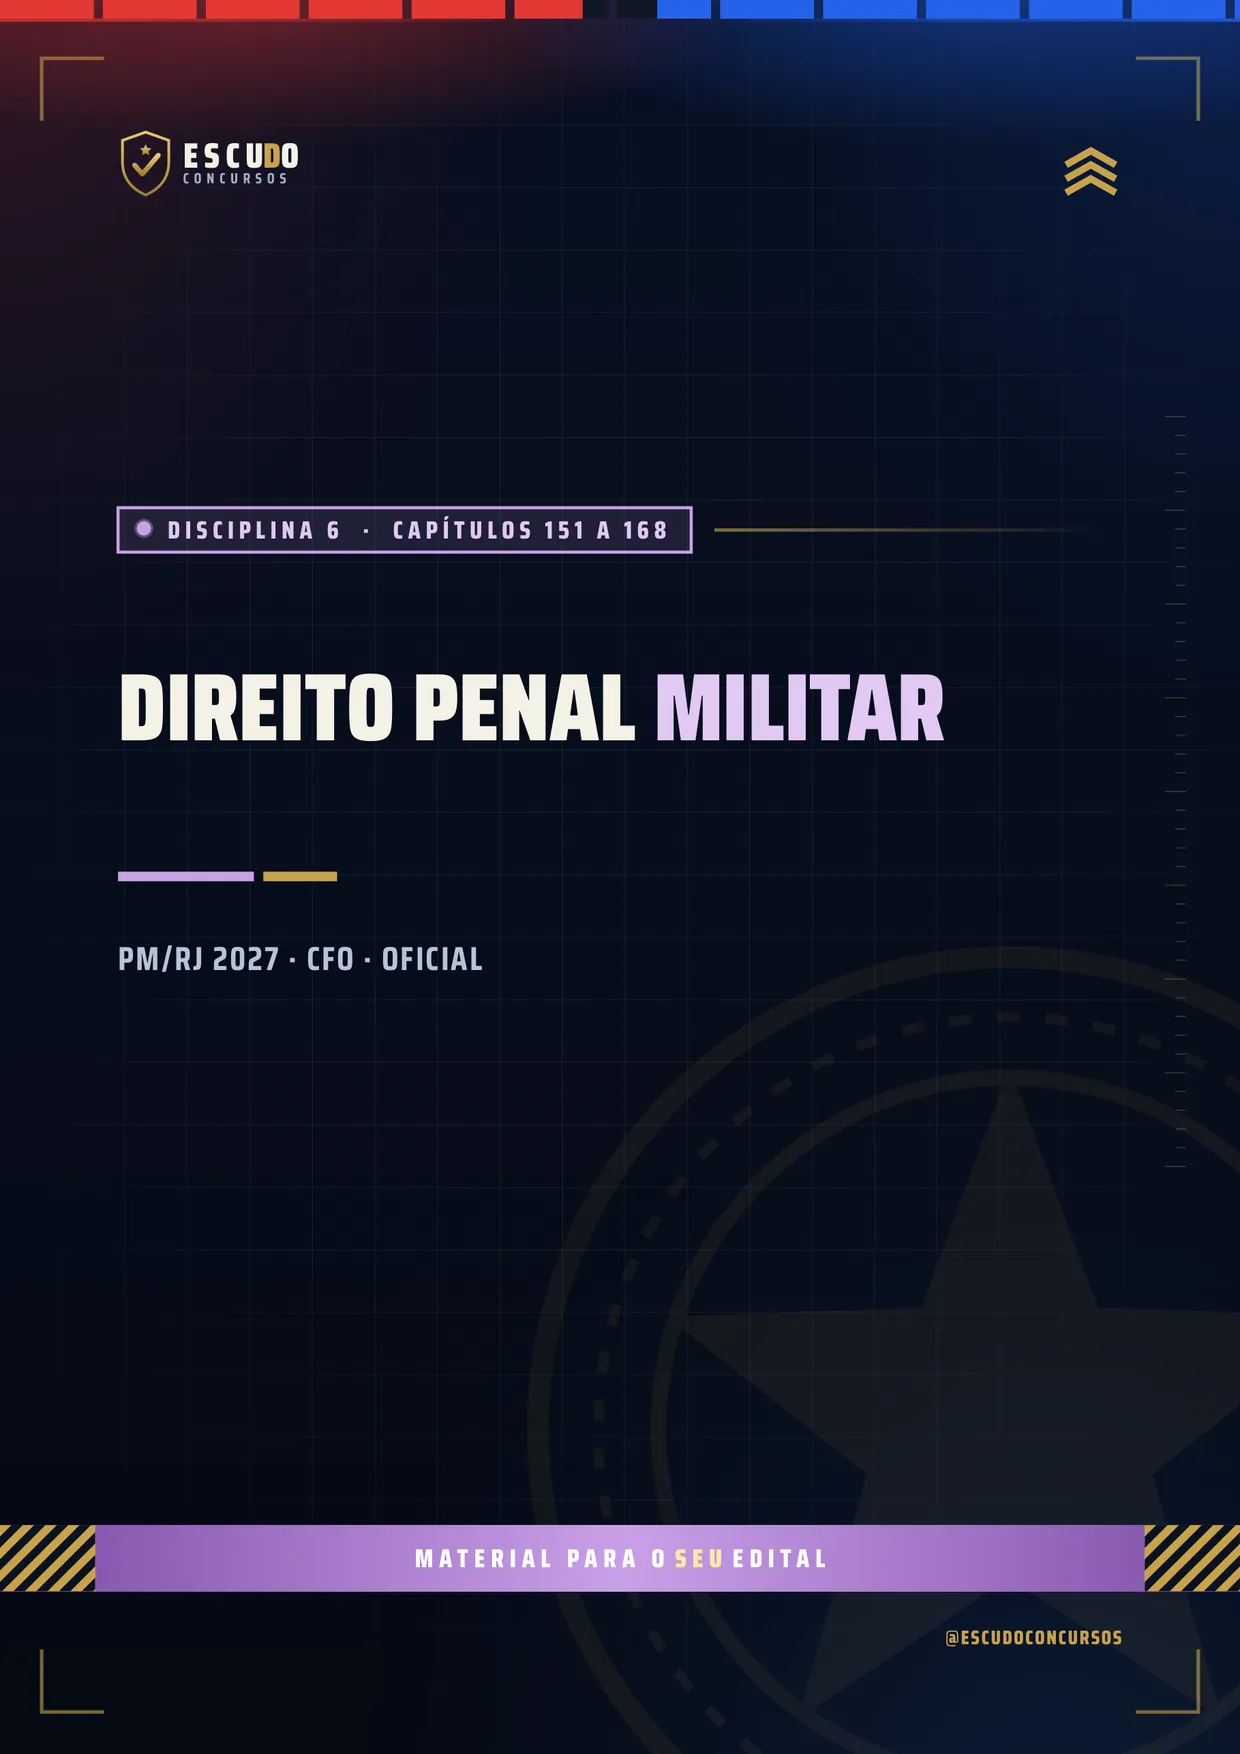 ESCUDO
CONCURSOS
DISCIPLINA 6 · CAPÍTULOS 151 A 168
DIREITO PENAL MILITAR
PM/RJ 2027 · CFO · OFICIAL
MATERIAL PARA O SEU EDITAL
@ESCUDOCONCURSOS